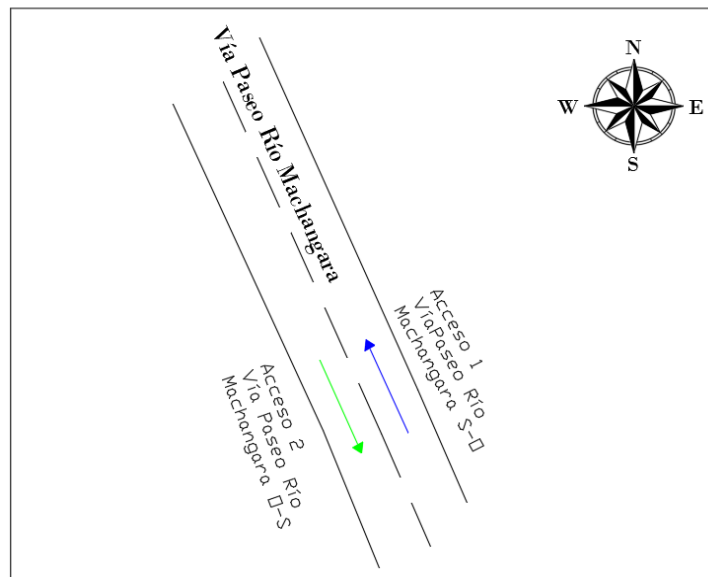 Vía Paseo Río Machangara
N
W
E
S
Acceso 1
VíaPaseo Río
Machangara S-□
Acceso 2
Vía Paseo Río
Machangara □-S